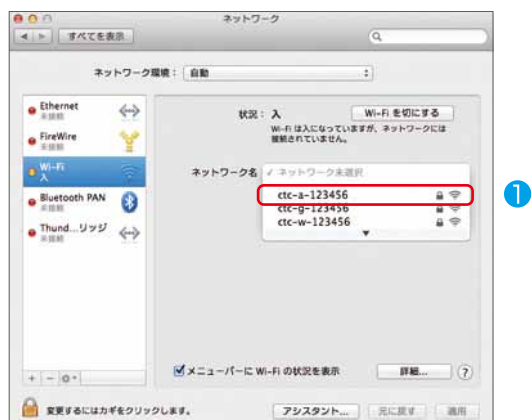 ネットワーク
すべてを表示
ネットワーク環境： 自動
Ethernet
未接続
FireWire
未接続
Wi-Fi
入
Bluetooth PAN
未接続
Thund...リッジ
未接続
状況： 入
Wi-Fi を切にする
Wi-Fi は入になっていますが、ネットワークには
接続されていません。
ネットワーク名 ✓ ネットワーク未選択
ctc-a-123456
ctc-g-123456
ctc-w-123456
1
メニューバーに Wi-Fi の状況を表示
詳細...
?
変更するにはカギをクリックします。
アシスタント...
元に戻す
適用